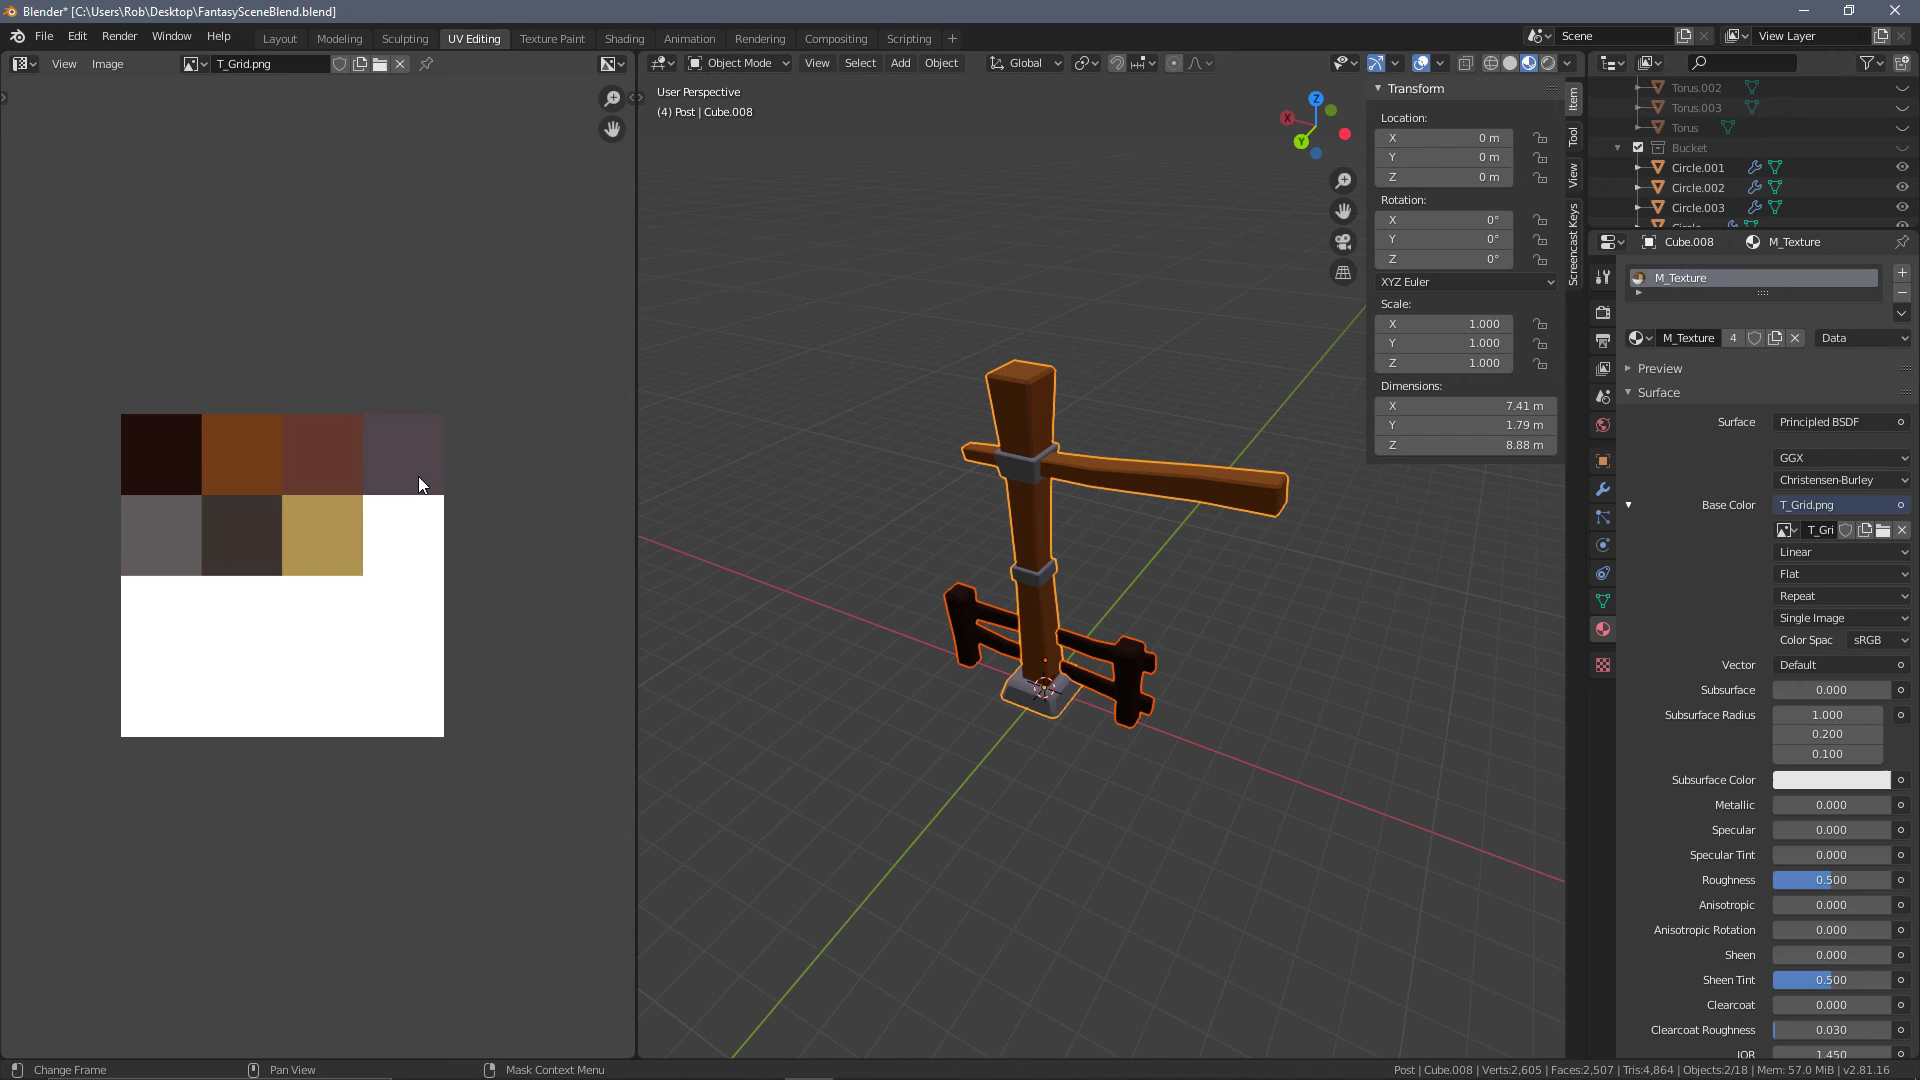 Blender* [C:\Users\Rob\Desktop\FantasySceneBlend.blend]
File Edit Render Window Help Layout Modeling Sculpting UV Editing Texture Paint Shading Animation Rendering Compositing Scripting + Scene View Layer
View Image T_Grid.png Object Mode View Select Add Object Global
User Perspective
(4) Post | Cube.008
X
Y
Z
Transform
Location:
X 0 m
Y 0 m
Z 0 m
Rotation:
X 0°
Y 0°
Z 0°
XYZ Euler
Scale:
X 1.000
Y 1.000
Z 1.000
Dimensions:
X 7.41 m
Y 1.79 m
Z 8.88 m
Item
Tool
View
Screencast Keys
Torus.002
Torus.003
Torus
Bucket
Circle.001
Circle.002
Circle.003
Cube.008 M_Texture
M_Texture
M_Texture 4 Data
Preview
Surface
Surface Principled BSDF
GGX
Christensen-Burley
Base Color T_Grid.png
T_Gri
Linear
Flat
Repeat
Single Image
Color Spac sRGB
Vector Default
Subsurface 0.000
Subsurface Radius 1.000
0.200
0.100
Subsurface Color
Metallic 0.000
Specular 0.000
Specular Tint 0.000
Roughness 0.500
Anisotropic 0.000
Anisotropic Rotation 0.000
Sheen 0.000
Sheen Tint 0.500
Clearcoat 0.000
Clearcoat Roughness 0.030
IOR 1.450
Change Frame Pan View Mask Context Menu Post | Cube.008 | Verts:2,605 | Faces:2,507 | Tris:4,864 | Objects:2/18 | Mem: 57.0 MiB | v2.81.16